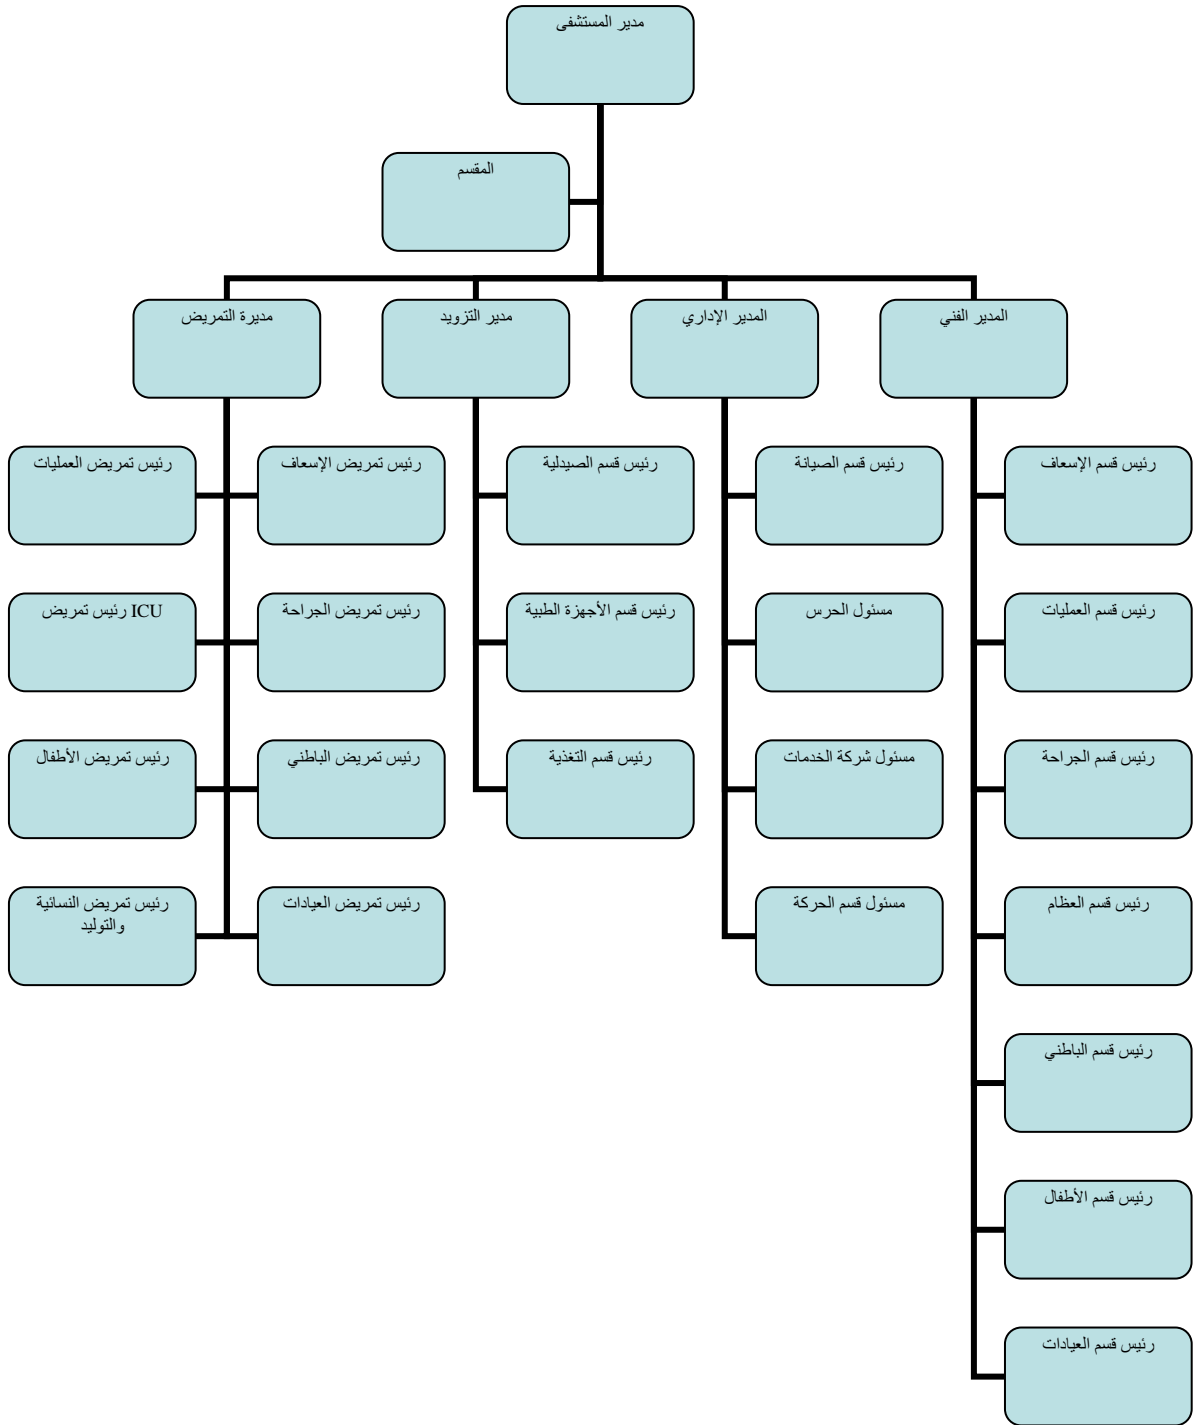 مدير المستشفى
المقسم
المدير الفني
المدير الإداري
مدير التزويد
مديرة التمريض
رئيس قسم الإسعاف
رئيس قسم الصيانة
رئيس قسم الصيدلية
رئيس تمريض الإسعاف
رئيس تمريض العمليات
رئيس قسم العمليات
مسئول الحرس
رئيس قسم الأجهزة الطبية
رئيس تمريض الجراحة
ICU رئيس تمريض
رئيس قسم الجراحة
مسئول شركة الخدمات
رئيس قسم التغذية
رئيس تمريض الباطني
رئيس تمريض الأطفال
رئيس قسم العظام
مسئول قسم الحركة
رئيس تمريض العيادات
رئيس تمريض النسائية
والتوليد
رئيس قسم الباطني
رئيس قسم الأطفال
رئيس قسم العيادات